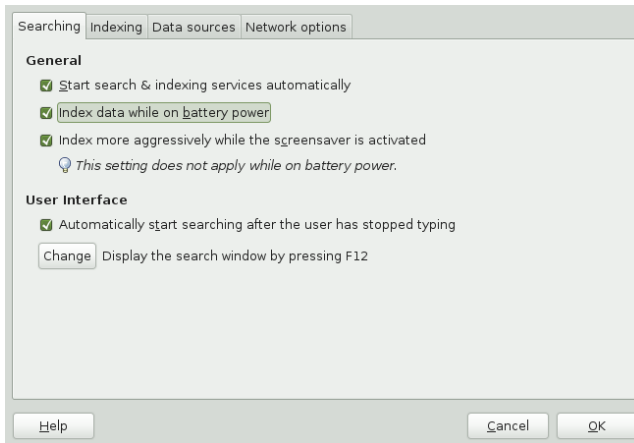 Searching Indexing Data sources Network options
General
Start search & indexing services automatically
Index data while on battery power
Index more aggressively while the screensaver is activated
This setting does not apply while on battery power.
User Interface
Automatically start searching after the user has stopped typing
Change Display the search window by pressing F12
Help Cancel OK